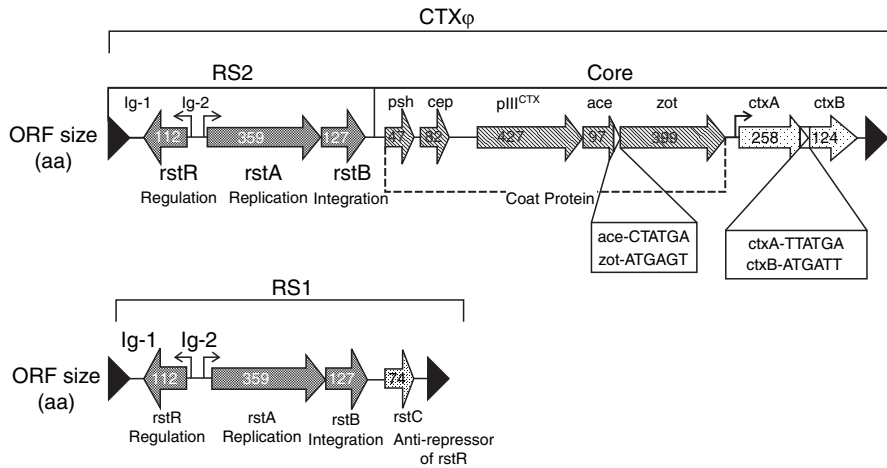 CTXφ
RS2 Core
Ig-1 Ig-2 psh cep pIIICTX ace zot ctxA ctxB
ORF size 112 359 127 47 82 427 97 399 258 124
(aa)
rstR rstA rstB
Regulation Replication Integration Coat Protein
ace-CTATGA
zot-ATGAGT
ctxA-TTATGA
ctxB-ATGATT
RS1
Ig-1 Ig-2
ORF size 112 359 127 74
(aa)
rstR rstA rstB rstC
Regulation Replication Integration Anti-repressor
of rstR